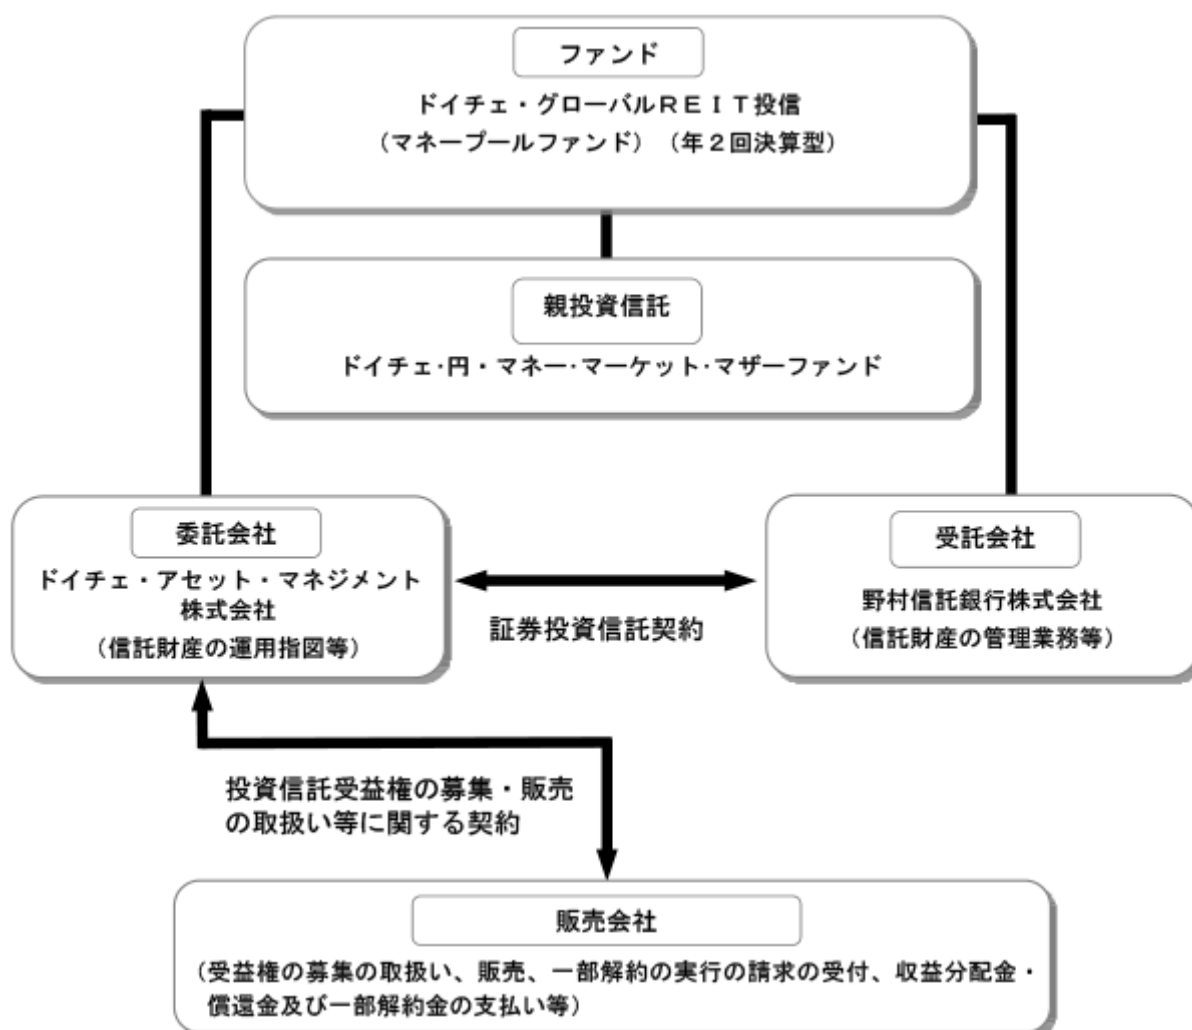 ファンド
ドイチェ・グローバルREIT投信
(マネープールファンド)(年2回決算型)
親投資信託
ドイチェ・円・マネー・マーケット・マザーファンド
委託会社
ドイチェ・アセット・マネジメント
株式会社
(信託財産の運用指図等)
証券投資信託契約
受託会社
野村信託銀行株式会社
(信託財産の管理業務等)
投資信託受益権の募集・販売
の取扱い等に関する契約
販売会社
(受益権の募集の取扱い、販売、一部解約の実行の請求の受付、収益分配金・
償還金及び一部解約金の支払い等)